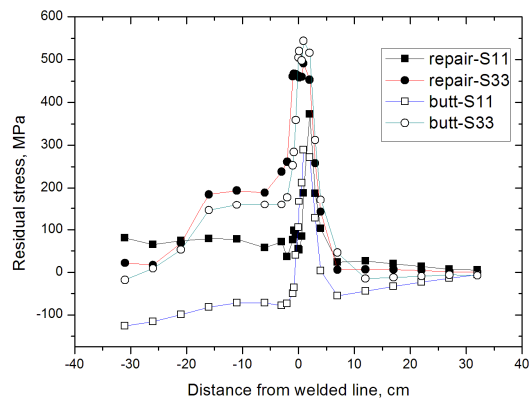 600
500
400
300
200
100
0
-100
-40
-30
-20
-10
0
10
20
30
40
Residual stress, MPa
Distance from welded line, cm
repair-S11
repair-S33
butt-S11
butt-S33